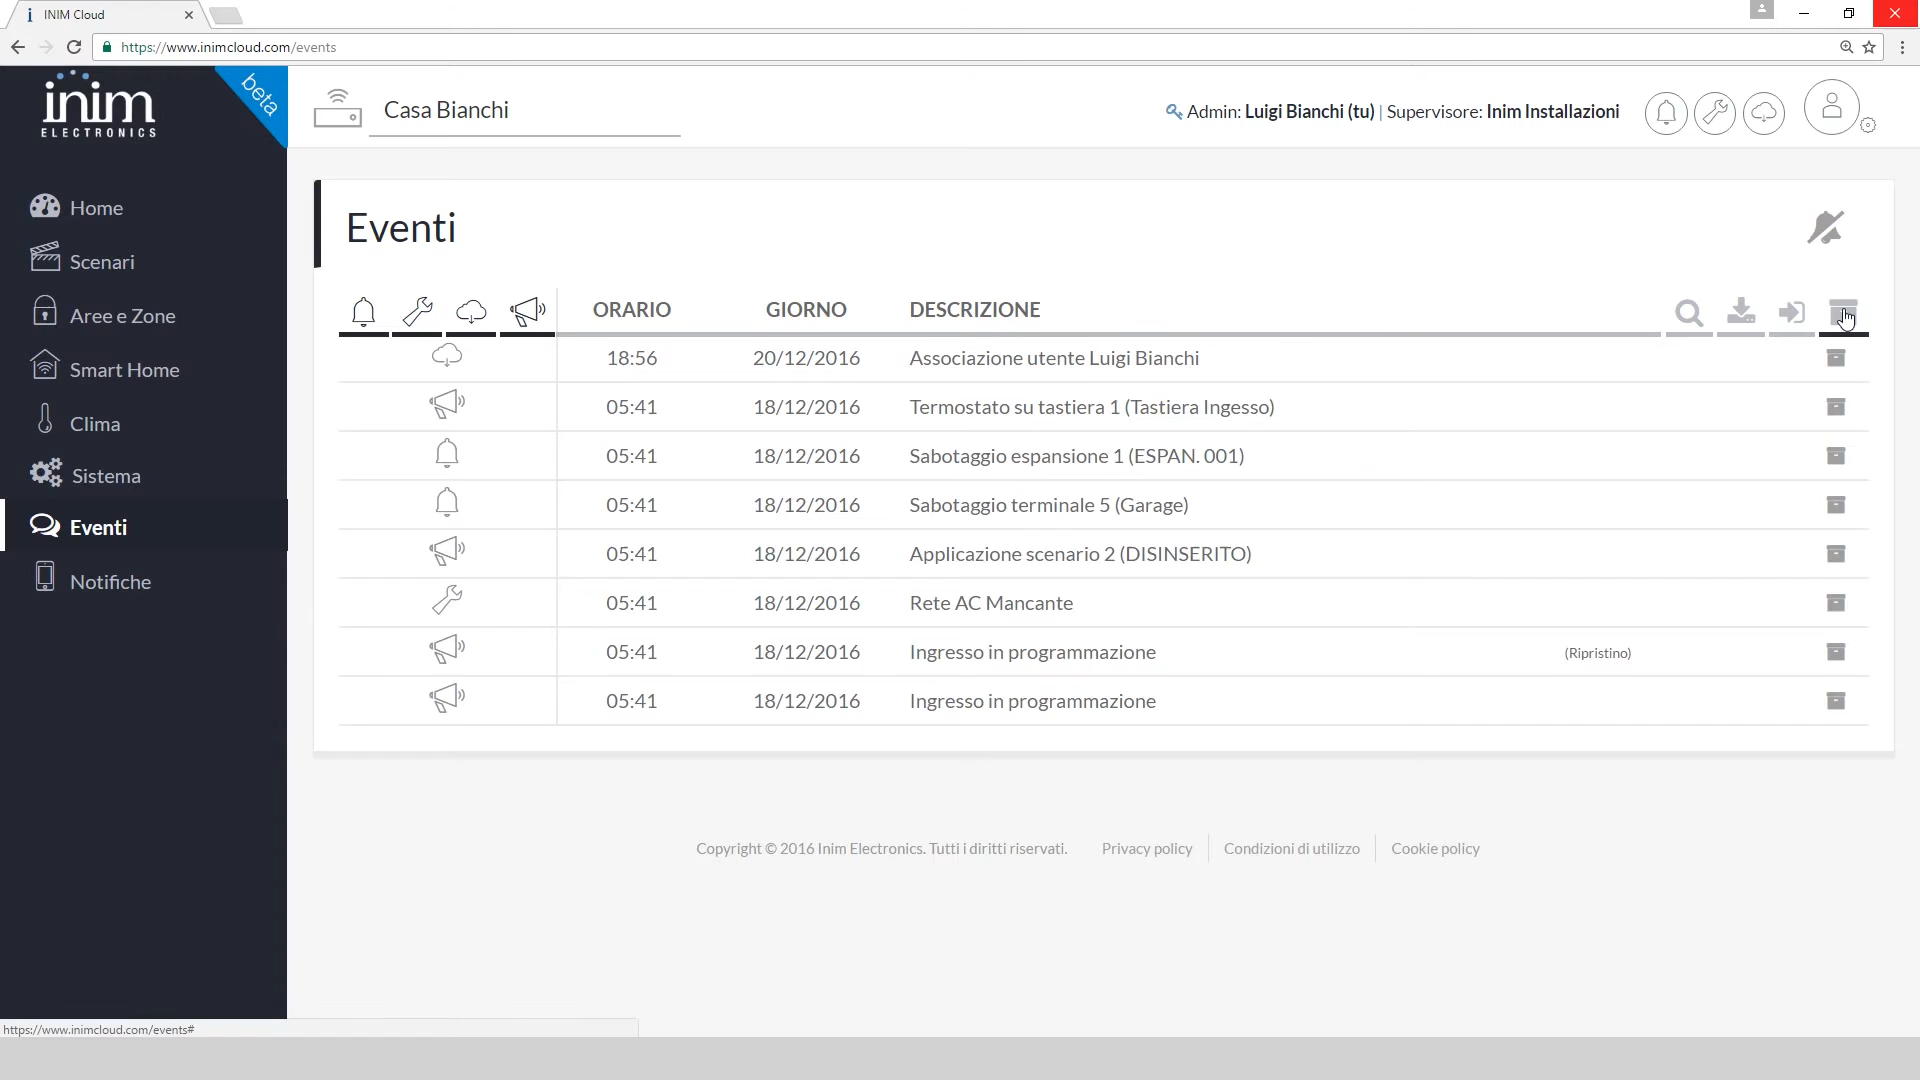 INIM Cloud
https://www.inimcloud.com/events
inim
ELECTRONICS
beta
Casa Bianchi
Admin: Luigi Bianchi (tu) | Supervisore: Inim Installazioni
Home
Scenari
Aree e Zone
Smart Home
Clima
Sistema
Eventi
Notifiche
Eventi
ORARIO GIORNO DESCRIZIONE
18:56 20/12/2016 Associazione utente Luigi Bianchi
05:41 18/12/2016 Termostato su tastiera 1 (Tastiera Ingesso)
05:41 18/12/2016 Sabotaggio espansione 1 (ESPAN. 001)
05:41 18/12/2016 Sabotaggio terminale 5 (Garage)
05:41 18/12/2016 Applicazione scenario 2 (DISINSERITO)
05:41 18/12/2016 Rete AC Mancante
05:41 18/12/2016 Ingresso in programmazione (Ripristino)
05:41 18/12/2016 Ingresso in programmazione
Copyright © 2016 Inim Electronics. Tutti i diritti riservati. Privacy policy Condizioni di utilizzo Cookie policy
https://www.inimcloud.com/events#